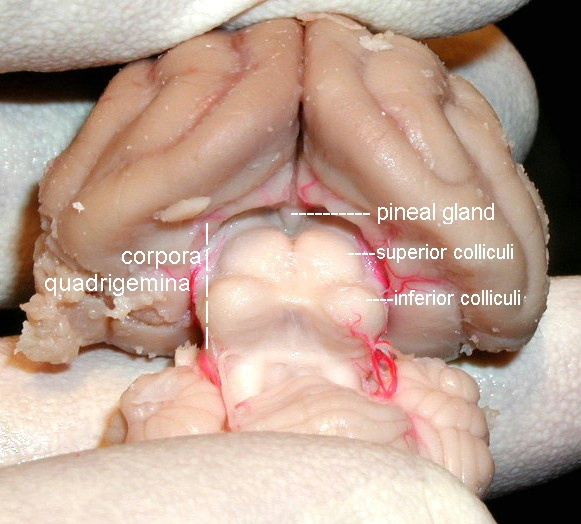 pineal gland
superior colliculi
corpora
quadrigemina
inferior colliculi